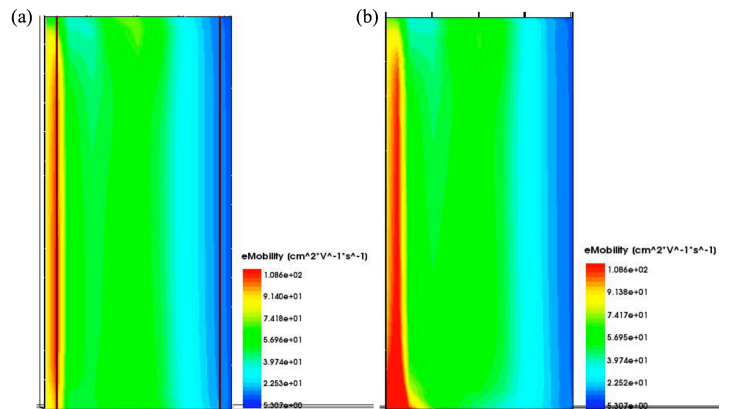 (a)
(b)
eMobility (cm^2*V^-1*s^-1)
1.086e+02
9.140e+01
7.418e+01
5.696e+01
3.974e+01
2.253e+01
5.307e+00
eMobility (cm^2*V^-1*s^-1)
1.086e+02
9.138e+01
7.417e+01
5.695e+01
3.974e+01
2.252e+01
5.307e+00